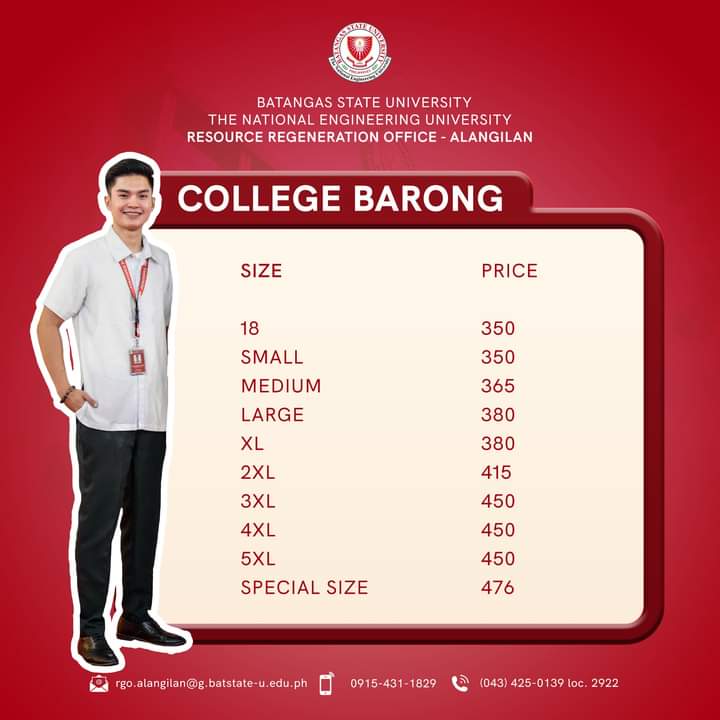 BATANGAS STATE UNIVERSITY
THE NATIONAL ENGINEERING UNIVERSITY
RESOURCE REGENERATION OFFICE - ALANGILAN
COLLEGE BARONG
SIZE PRICE
18 350
SMALL 350
MEDIUM 365
LARGE 380
XL 380
2XL 415
3XL 450
4XL 450
5XL 450
SPECIAL SIZE 476
rgo.alangilan@g.batstate-u.edu.ph 0915-431-1829 (043) 425-0139 loc. 2922